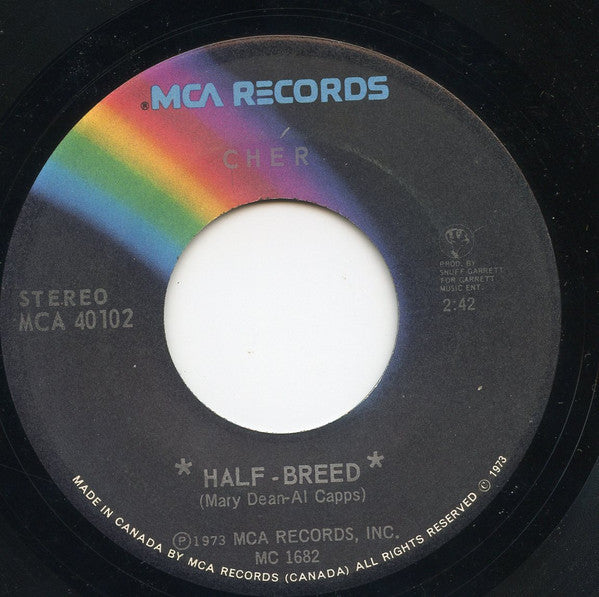 ®MCA RECORDS
CHÉR
PROD. BY
SNUFF GARRETT
FOR GARRETT
MUSIC ENT.
2:42
STEREO
MCA 40102
* HALF-BREED *
(Mary Dean-Al Capps)
℗1973 MCA RECORDS, INC.
MC 1682
MADE IN CANADA BY MCA RECORDS (CANADA) ALL RIGHTS RESERVED © 1973